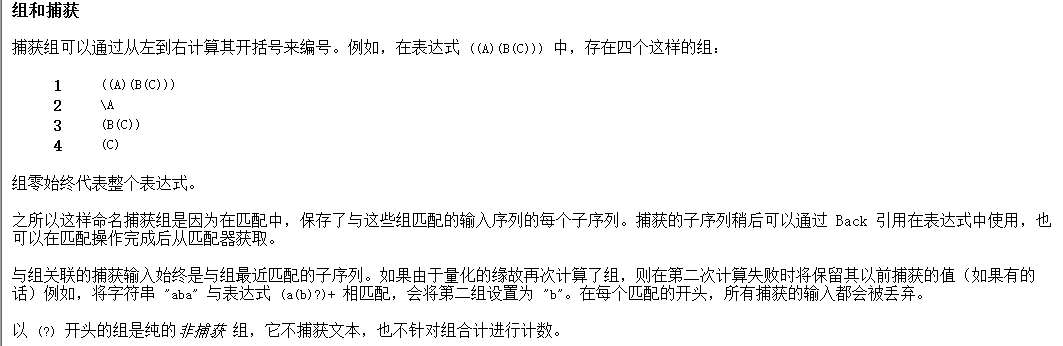 组和捕获
捕获组可以通过从左到右计算其开括号来编号。例如，在表达式 ((A)(B(C))) 中，存在四个这样的组：
1 ((A)(B(C)))
2 \A
3 (B(C))
4 (C)
组零始终代表整个表达式。
之所以这样命名捕获组是因为在匹配中，保存了与这些组匹配的输入序列的每个子序列。捕获的子序列稍后可以通过 Back 引用在表达式中使用，也
可以在匹配操作完成后从匹配器获取。
与组关联的捕获输入始终是与组最近匹配的子序列。如果由于量化的缘故再次计算了组，则在第二次计算失败时将保留其以前捕获的值（如果有的
话）例如，将字符串 "aba" 与表达式 (a(b)?)+ 相匹配，会将第二组设置为 "b"。在每个匹配的开头，所有捕获的输入都会被丢弃。
以 (?) 开头的组是纯的非捕获 组，它不捕获文本，也不针对组合计进行计数。